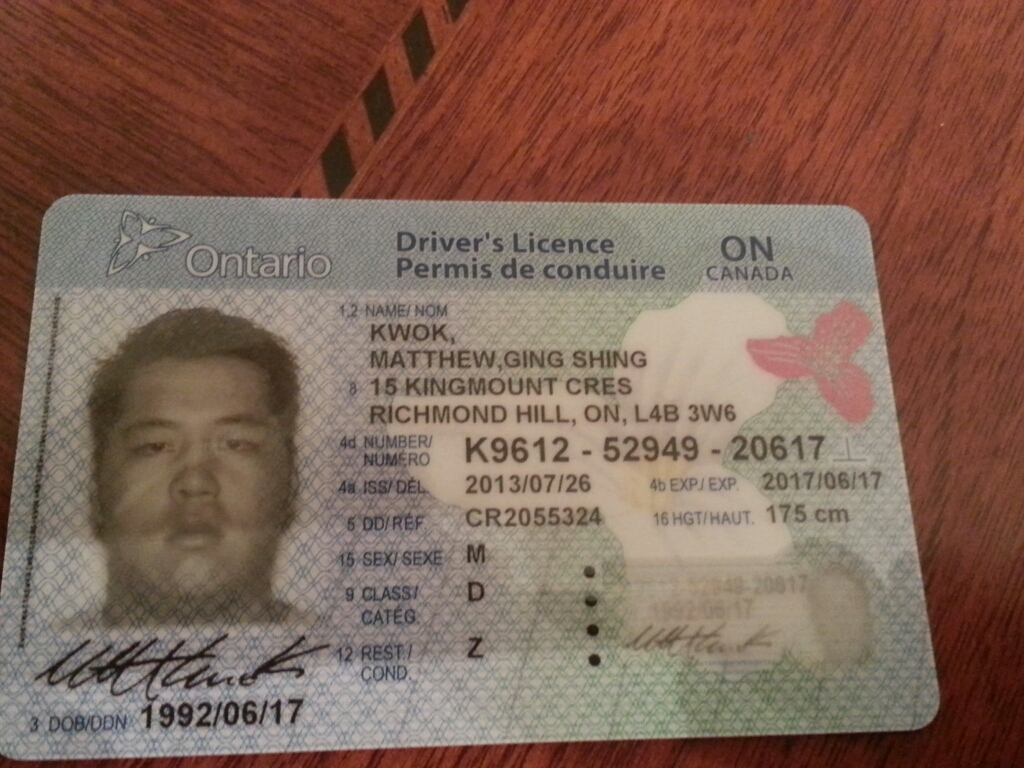 Ontario
Driver's Licence
Permis de conduire
ON
CANADA
1,2 NAME/ NOM
KWOK,
MATTHEW,GING SHING
8 15 KINGMOUNT CRES
RICHMOND HILL, ON, L4B 3W6
4d NUMBER/ NUMÉRO K9612 - 52949 - 20617
4a ISS/ DÉL. 2013/07/26 4b EXP./ EXP. 2017/06/17
5 DD/ RÉF. CR2055324 16 HGT/HAUT. 175 cm
15 SEX/ SEXE M
9 CLASS/ CATÉG. D
12 REST / COND. Z
3 DOB/DDN 1992/06/17
1992/06/17